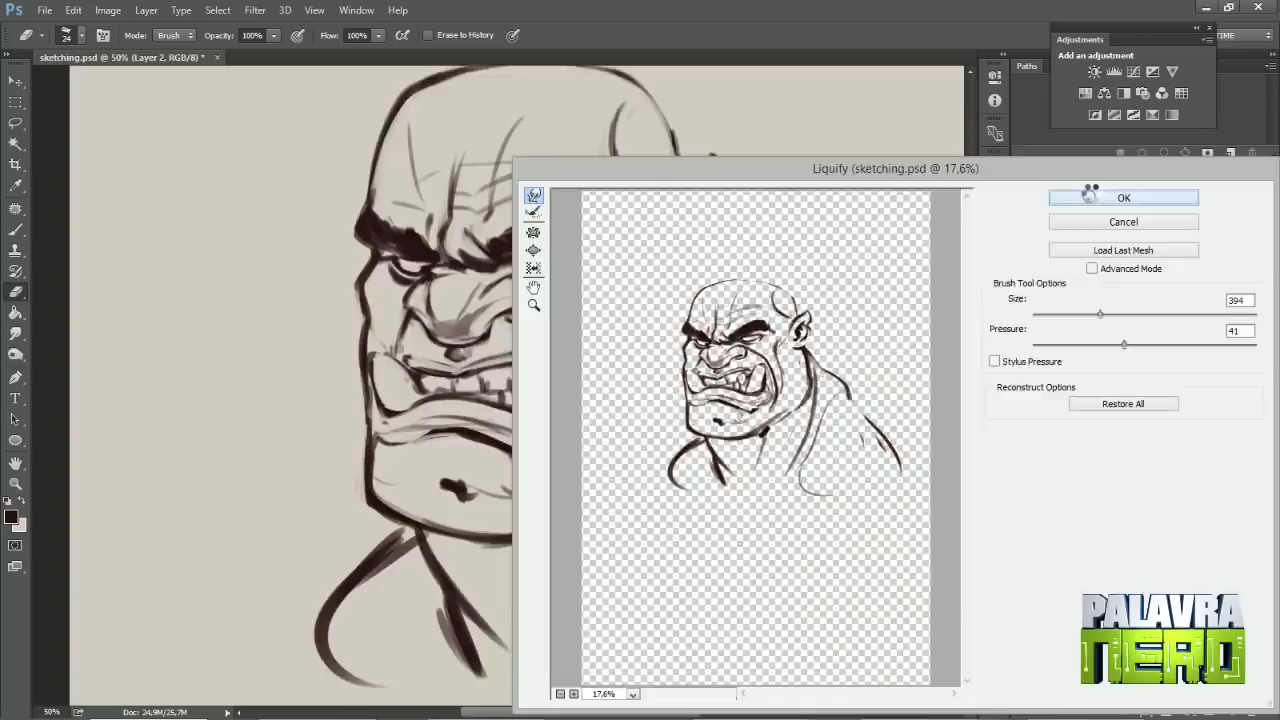 Ps File Edit Image Layer Type Select Filter 3D View Window Help
24 Mode: Brush Opacity: 100% Flow: 100% Erase to History
TIME
Adjustments
sketching.psd @ 50% (Layer 2, RGB/8) *
Add an adjustment
Paths
Liquify (sketching.psd @ 17,6%)
OK
Cancel
Load Last Mesh
Advanced Mode
Brush Tool Options
Size: 394
Pressure: 41
Stylus Pressure
Reconstruct Options
Restore All
PALAVRA
NERD
17,6%
50% Doc: 24,9M/25,7M